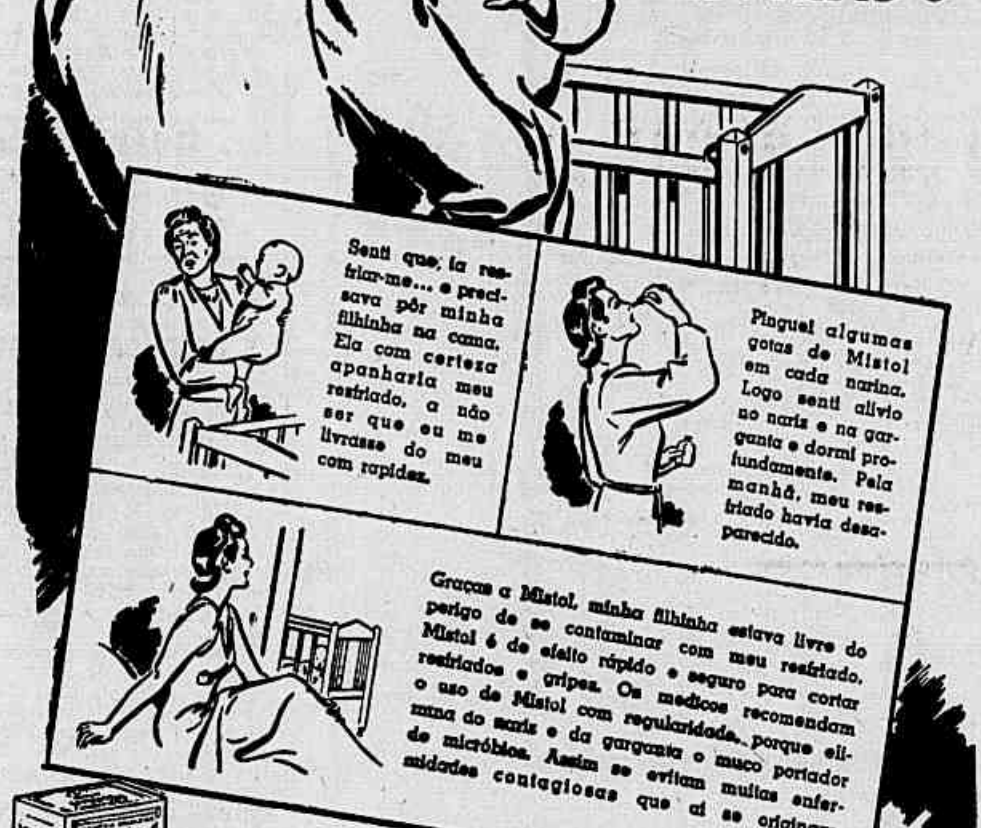 Senti que, ia res-
friar-me... e preci-
sava pôr minha
filhinha na cama.
Ela com certeza
apanharia meu
resfriado, a não
ser que eu me
livrasse do meu
com rapidez.
Pinguei algumas
gotas de Mistol
em cada narina.
Logo senti alivio
no nariz e na gar-
ganta e dormi pro-
fundamente. Pela
manhã, meu res-
friado havia desa-
parecido.
Graças a Mistol, minha filhinha estava livre do
perigo de se contaminar com meu resfriado.
Mistol é de efeito rápido e seguro para cortar
resfriados e gripes. Os medicos recomendam
o uso de Mistol com regularidade, porque eli-
mina do nariz e da garganta o muco portador
de micróbios. Assim se evitam muitas enfer-
midades contagiosas que aí se